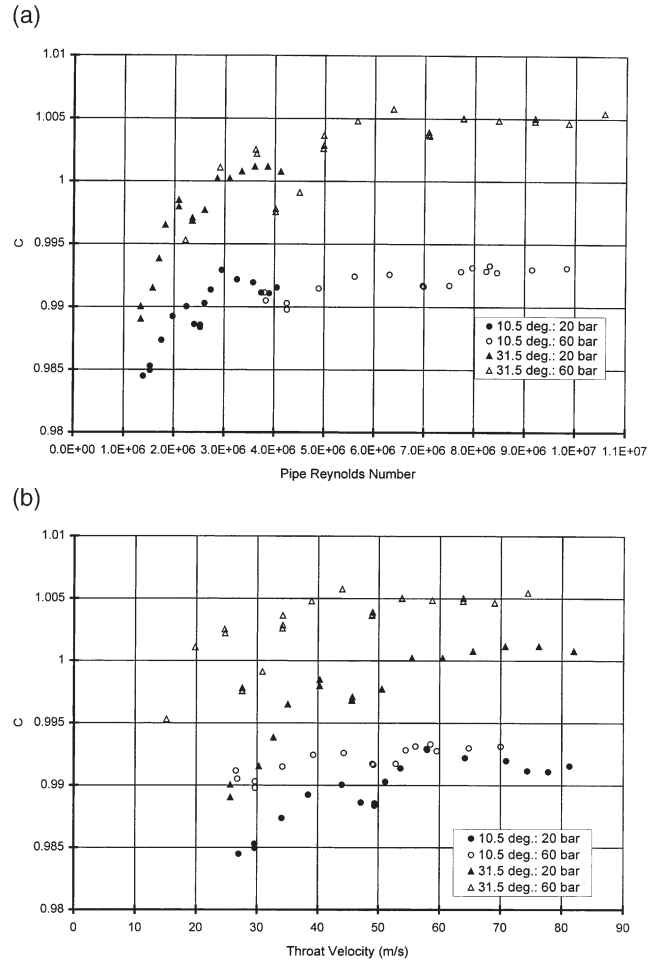 (a)
1.01
1.005
1
0.995
0.99
0.985
0.98
C
● 10.5 deg.: 20 bar
○ 10.5 deg.: 60 bar
▲ 31.5 deg.: 20 bar
△ 31.5 deg.: 60 bar
0.0E+00 1.0E+06 2.0E+06 3.0E+06 4.0E+06 5.0E+06 6.0E+06 7.0E+06 8.0E+06 9.0E+06 1.0E+07 1.1E+07
Pipe Reynolds Number
(b)
1.01
1.005
1
0.995
0.99
0.985
0.98
C
● 10.5 deg.: 20 bar
○ 10.5 deg.: 60 bar
▲ 31.5 deg.: 20 bar
△ 31.5 deg.: 60 bar
0 10 20 30 40 50 60 70 80 90
Throat Velocity (m/s)